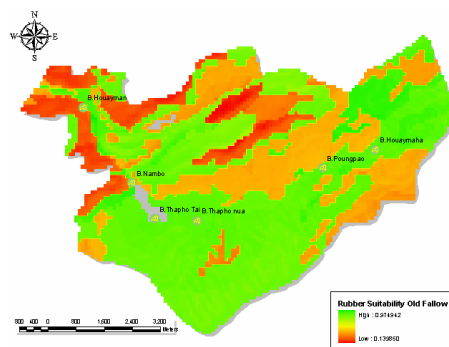 N
W E
S
B.Houayman
B.Houaymaha
B.Poungpao
B.Nambo
B.Thapho Tai
B.Thapho nua
Rubber Suitability Old Fallow
High : 0.974942
Low : 0.139850
800 400 0 800 1,600 2,400 3,200
Meters